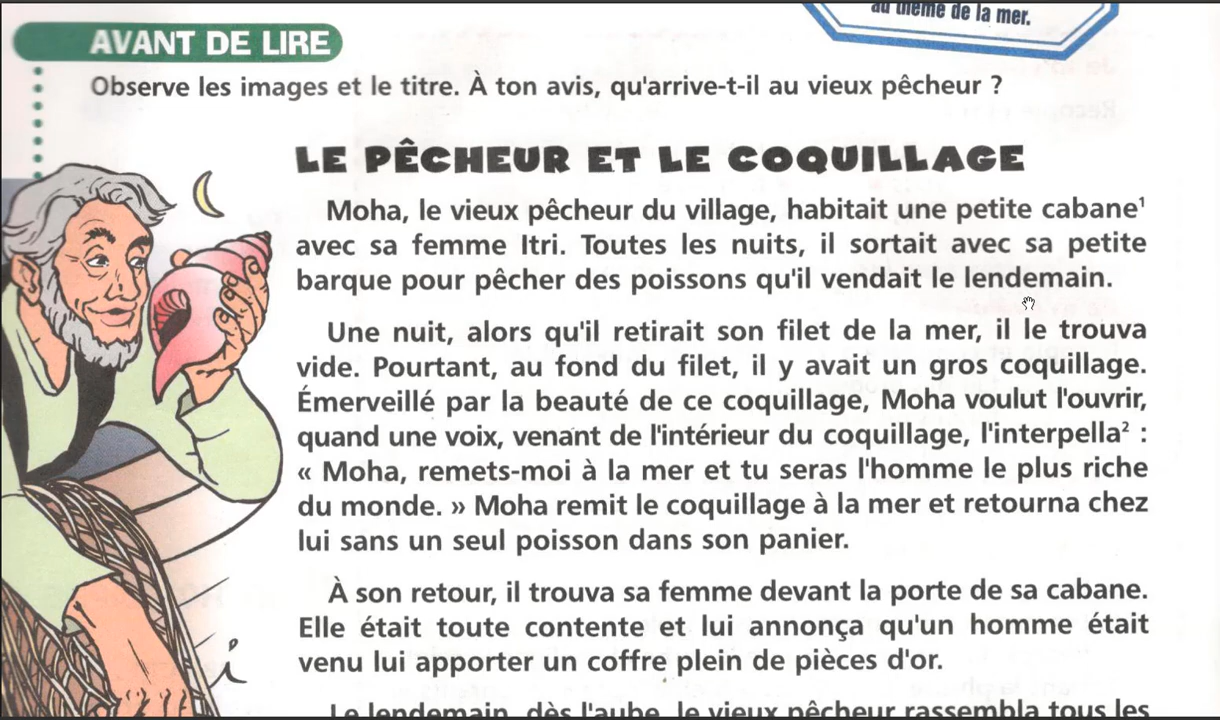 au thème de la mer.
AVANT DE LIRE
Observe les images et le titre. À ton avis, qu'arrive-t-il au vieux pêcheur ?
LE PÊCHEUR ET LE COQUILLAGE
Moha, le vieux pêcheur du village, habitait une petite cabane¹
avec sa femme Itri. Toutes les nuits, il sortait avec sa petite
barque pour pêcher des poissons qu'il vendait le lendemain.
Une nuit, alors qu'il retirait son filet de la mer, il le trouva
vide. Pourtant, au fond du filet, il y avait un gros coquillage.
Émerveillé par la beauté de ce coquillage, Moha voulut l'ouvrir,
quand une voix, venant de l'intérieur du coquillage, l'interpella² :
« Moha, remets-moi à la mer et tu seras l'homme le plus riche
du monde. » Moha remit le coquillage à la mer et retourna chez
lui sans un seul poisson dans son panier.
À son retour, il trouva sa femme devant la porte de sa cabane.
Elle était toute contente et lui annonça qu'un homme était
venu lui apporter un coffre plein de pièces d'or.
Le lendemain, dès l'aube, le vieux pêcheur rassembla tous les